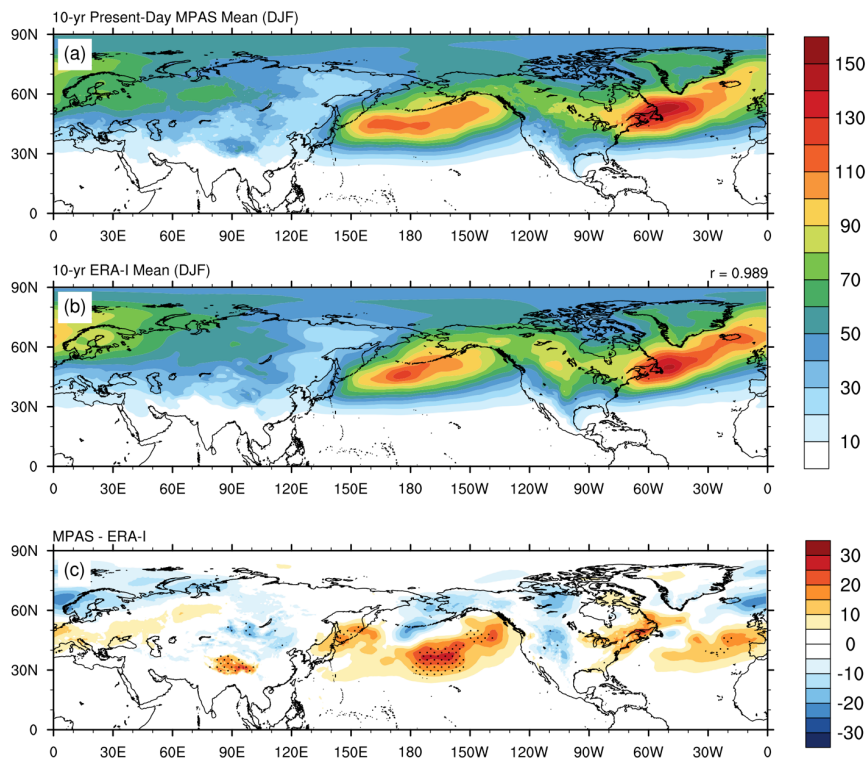 10-yr Present-Day MPAS Mean (DJF)
(a)
90N
60N
30N
0
0 30E 60E 90E 120E 150E 180 150W 120W 90W 60W 30W 0
10-yr ERA-I Mean (DJF) r = 0.989
(b)
90N
60N
30N
0
0 30E 60E 90E 120E 150E 180 150W 120W 90W 60W 30W 0
150
130
110
90
70
50
30
10
MPAS - ERA-I
(c)
90N
60N
30N
0
0 30E 60E 90E 120E 150E 180 150W 120W 90W 60W 30W 0
30
20
10
0
-10
-20
-30